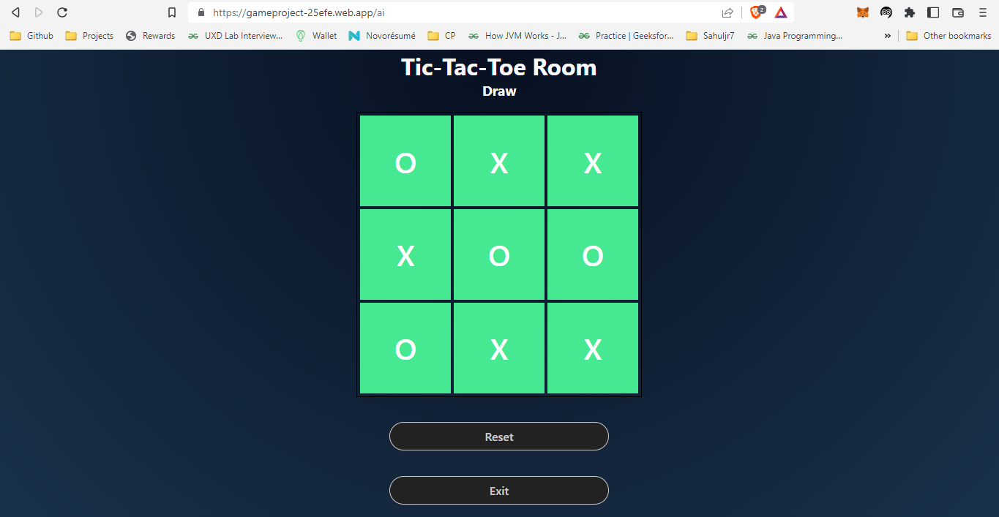 https://gameproject-25efe.web.app/ai
2
Github Projects Rewards UXD Lab Interview... Wallet Novorésumé CP How JVM Works - J... Practice | Geeksfor... Sahuljr7 Java Programming... » Other bookmarks
Tic-Tac-Toe Room
Draw
O X X
X O O
O X X
Reset
Exit